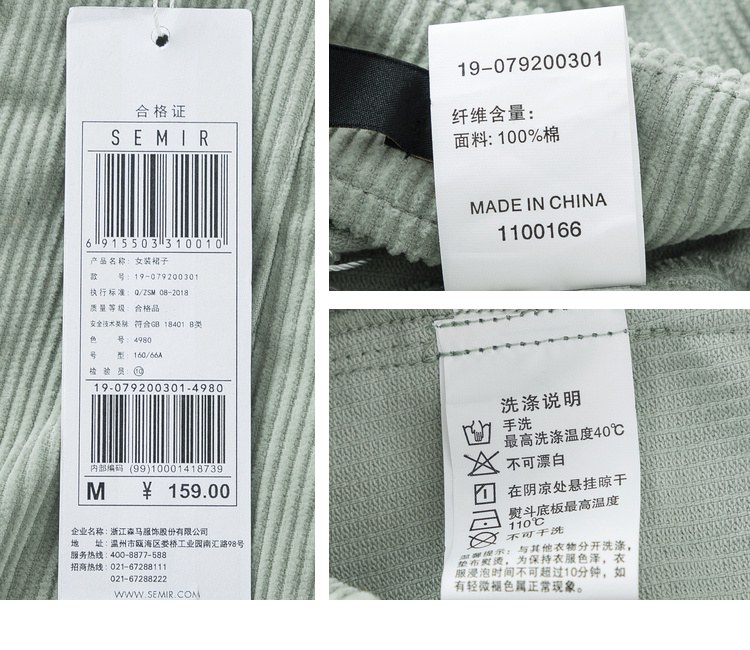 合格证
SEMIR
6 915503 310010
产品名称: 女装裙子
款 号: 19-079200301
执行标准: Q/ZSM 08-2018
质量等级: 合格品
安全技术类别: 符合GB 18401 B类
色 号: 4980
号 型: 160/66A
检 验 员: 10
19-079200301-4980
内部编码 (99)10001418739
M ¥ 159.00
企业名称: 浙江森马服饰股份有限公司
地 址: 温州市瓯海区娄桥工业园南汇路98号
服务热线: 400-8877-588
招商热线: 021-67288111
021-67288222
WWW.SEMIR.COM
19-079200301
纤维含量:
面料: 100%棉
MADE IN CHINA
1100166
洗涤说明
手洗
最高洗涤温度40℃
不可漂白
在阴凉处悬挂晾干
熨斗底板最高温度
110℃
不可干洗
温馨提示: 与其他衣物分开洗涤,
垫布熨烫, 为保持衣服色泽, 衣
服浸泡时间不可超过10分钟, 如
有轻微褪色属正常现象.